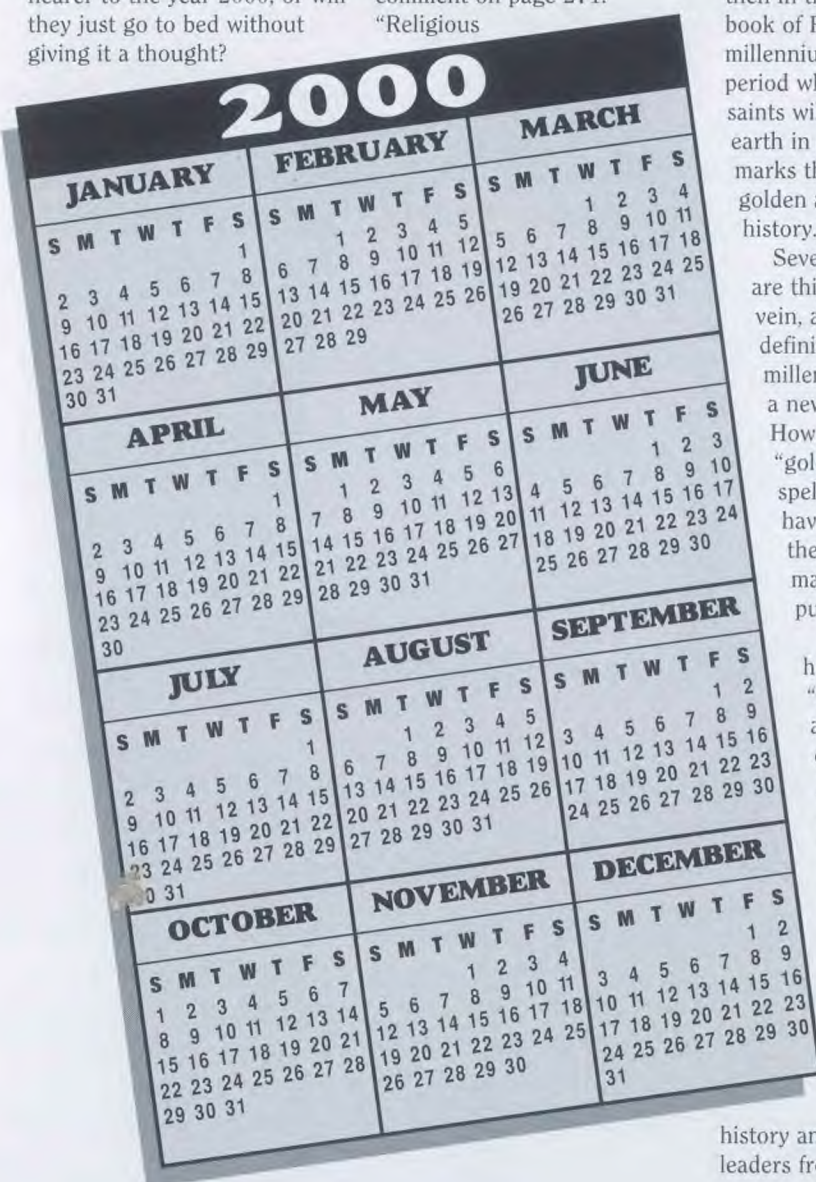 nearer to the year 2000, or will
they just go to bed without
giving it a thought?
“Religious
2000
JANUARY
S M T W T F S
1
2 3 4 5 6 7 8
9 10 11 12 13 14 15
16 17 18 19 20 21 22
23 24 25 26 27 28 29
30 31
FEBRUARY
S M T W T F S
1 2 3 4 5
6 7 8 9 10 11 12
13 14 15 16 17 18 19
20 21 22 23 24 25 26
27 28 29
MARCH
S M T W T F S
1 2 3 4
5 6 7 8 9 10 11
12 13 14 15 16 17 18
19 20 21 22 23 24 25
26 27 28 29 30 31
APRIL
S M T W T F S
1
2 3 4 5 6 7 8
9 10 11 12 13 14 15
16 17 18 19 20 21 22
23 24 25 26 27 28 29
30
MAY
S M T W T F S
1 2 3 4 5 6
7 8 9 10 11 12 13
14 15 16 17 18 19 20
21 22 23 24 25 26 27
28 29 30 31
JUNE
S M T W T F S
1 2 3
4 5 6 7 8 9 10
11 12 13 14 15 16 17
18 19 20 21 22 23 24
25 26 27 28 29 30
JULY
S M T W T F S
1
2 3 4 5 6 7 8
9 10 11 12 13 14 15
16 17 18 19 20 21 22
23 24 25 26 27 28 29
0 31
AUGUST
S M T W T F S
1 2 3 4 5
6 7 8 9 10 11 12
13 14 15 16 17 18 19
20 21 22 23 24 25 26
27 28 29 30 31
SEPTEMBER
S M T W T F S
1 2
3 4 5 6 7 8 9
10 11 12 13 14 15 16
17 18 19 20 21 22 23
24 25 26 27 28 29 30
OCTOBER
S M T W T F S
1 2 3 4 5 6 7
8 9 10 11 12 13 14
15 16 17 18 19 20 21
22 23 24 25 26 27 28
29 30 31
NOVEMBER
S M T W T F S
1 2 3 4
5 6 7 8 9 10 11
12 13 14 15 16 17 18
19 20 21 22 23 24 25
26 27 28 29 30
DECEMBER
S M T W T F S
1 2
3 4 5 6 7 8 9
10 11 12 13 14 15 16
17 18 19 20 21 22 23
24 25 26 27 28 29 30
31
book of
millenniu
period wh
saints wi
earth in
marks th
golden a
history.
Seve
are thi
vein, a
defini
a new
How
“gol
spel
hav
the
ma
pu
h
“
a
history an
leaders fr